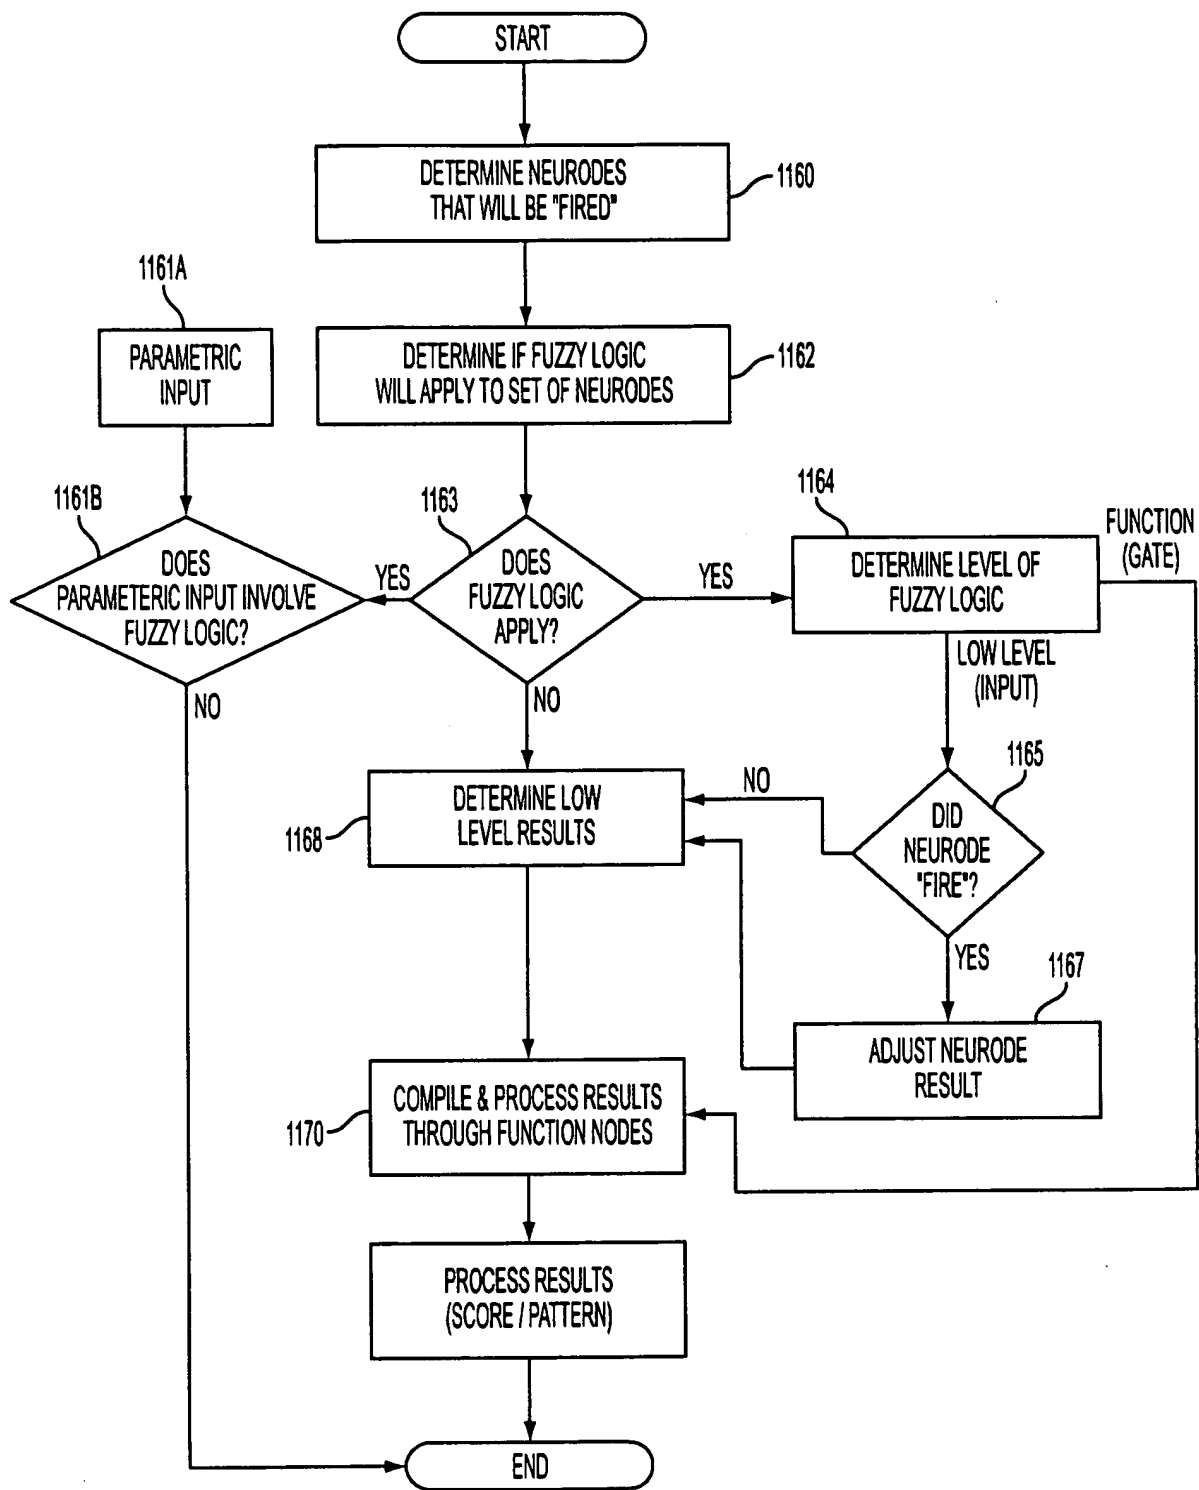 START
DETERMINE NEURODES
THAT WILL BE "FIRED"
1160
1161A
PARAMETRIC
INPUT
DETERMINE IF FUZZY LOGIC
WILL APPLY TO SET OF NEURODES
1162
1161B
DOES
PARAMETERIC INPUT INVOLVE
FUZZY LOGIC?
NO
YES
1163
DOES
FUZZY LOGIC
APPLY?
YES
NO
1164
DETERMINE LEVEL OF
FUZZY LOGIC
FUNCTION
(GATE)
LOW LEVEL
(INPUT)
1165
DID
NEURODE
"FIRE"?
NO
YES
1167
ADJUST NEURODE
RESULT
DETERMINE LOW
LEVEL RESULTS
1168
COMPILE & PROCESS RESULTS
THROUGH FUNCTION NODES
1170
PROCESS RESULTS
(SCORE / PATTERN)
END